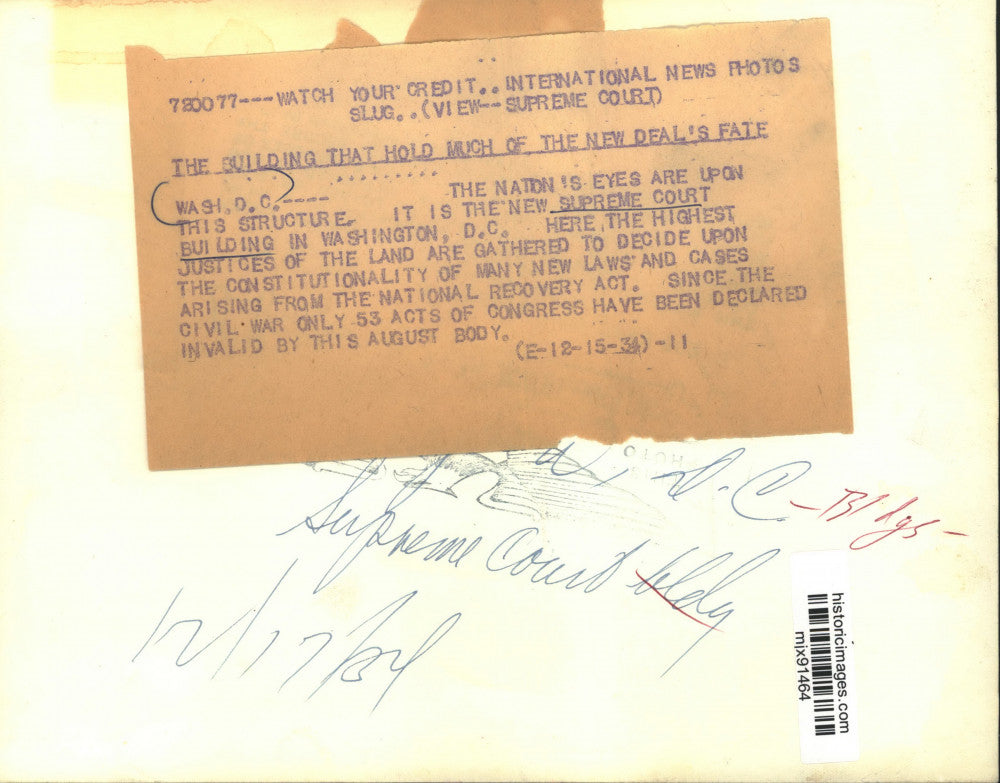 720077---WATCH YOUR CREDIT..INTERNATIONAL NEWS PHOTOS
SLUG..(VIEW--SUPREME COURT)
THE BUILDING THAT HOLD MUCH OF THE NEW DEAL'S FATE
.........
WASH.D.C.---- THE NATON'S EYES ARE UPON
THIS STRUCTURE. IT IS THE NEW SUPREME COURT
BUILDING IN WASHINGTON, D.C. HERE, THE HIGHEST
JUSTICES OF THE LAND ARE GATHERED TO DECIDE UPON
THE CONSTITUTIONALITY OF MANY NEW LAWS AND CASES
ARISING FROM THE NATIONAL RECOVERY ACT. SINCE THE
CIVIL WAR ONLY 53 ACTS OF CONGRESS HAVE BEEN DECLARED
INVALID BY THIS AUGUST BODY.
(E-12-15-34)-11
D.C. -Bldgs-
Supreme Court bldg
12/17/34
historicimages.com
mjx91464